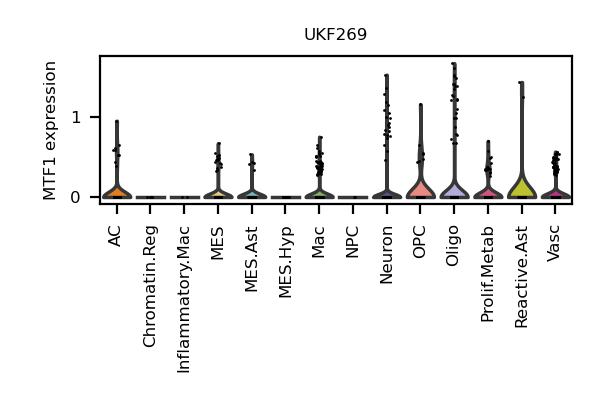 UKF269
MTF1 expression
1
0
AC
Chromatin.Reg
Inflammatory.Mac
MES
MES.Ast
MES.Hyp
Mac
NPC
Neuron
OPC
Oligo
Prolif.Metab
Reactive.Ast
Vasc